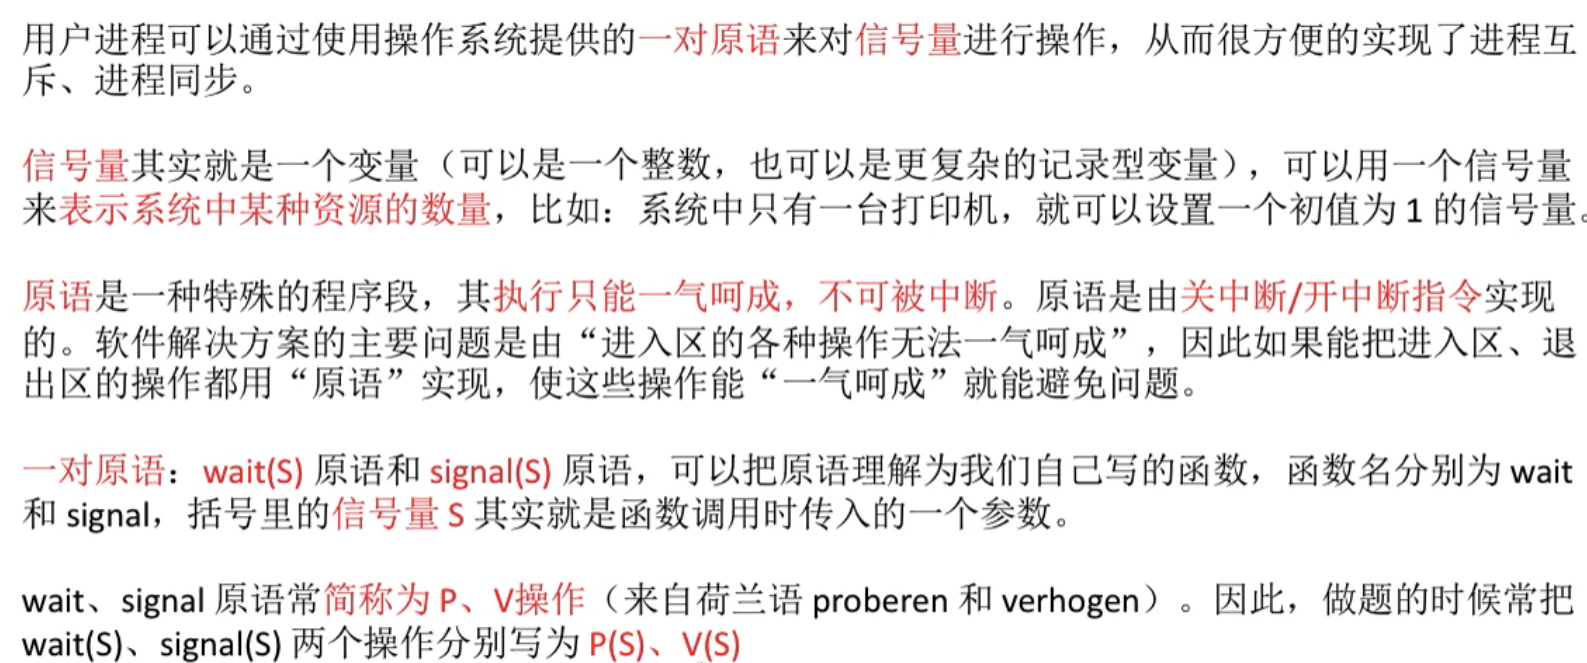 用户进程可以通过使用操作系统提供的一对原语来对信号量进行操作，从而很方便的实现了进程互
斥、进程同步。
信号量其实就是一个变量（可以是一个整数，也可以是更复杂的记录型变量），可以用一个信号量
来表示系统中某种资源的数量，比如：系统中只有一台打印机，就可以设置一个初值为 1 的信号量。
原语是一种特殊的程序段，其执行只能一气呵成，不可被中断。原语是由关中断/开中断指令实现
的。软件解决方案的主要问题是由“进入区的各种操作无法一气呵成”，因此如果能把进入区、退
出区的操作都用“原语”实现，使这些操作能“一气呵成”就能避免问题。
一对原语：wait(S) 原语和 signal(S) 原语，可以把原语理解为我们自己写的函数，函数名分别为 wait
和 signal，括号里的信号量 S 其实就是函数调用时传入的一个参数。
wait、signal 原语常简称为 P、V操作（来自荷兰语 proberen 和 verhogen）。因此，做题的时候常把
wait(S)、signal(S) 两个操作分别写为 P(S)、V(S)